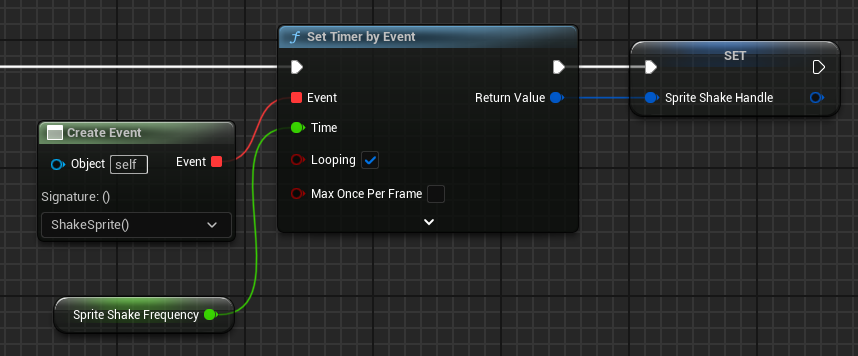 Set Timer by Event
SET
Event
Return Value
Sprite Shake Handle
Time
Create Event
Object
self
Event
Looping
Signature: ()
Max Once Per Frame
ShakeSprite()
Sprite Shake Frequency